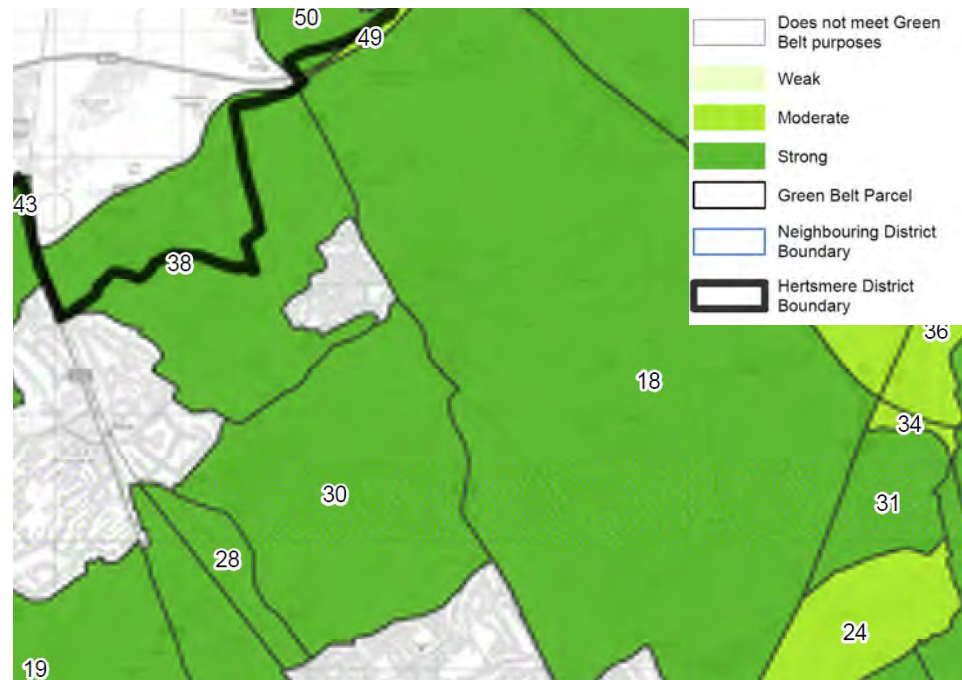 50
49
43
38
18
36
34
30
31
28
24
19
Does not meet Green
Belt purposes
Weak
Moderate
Strong
Green Belt Parcel
Neighbouring District
Boundary
Hertsmere District
Boundary